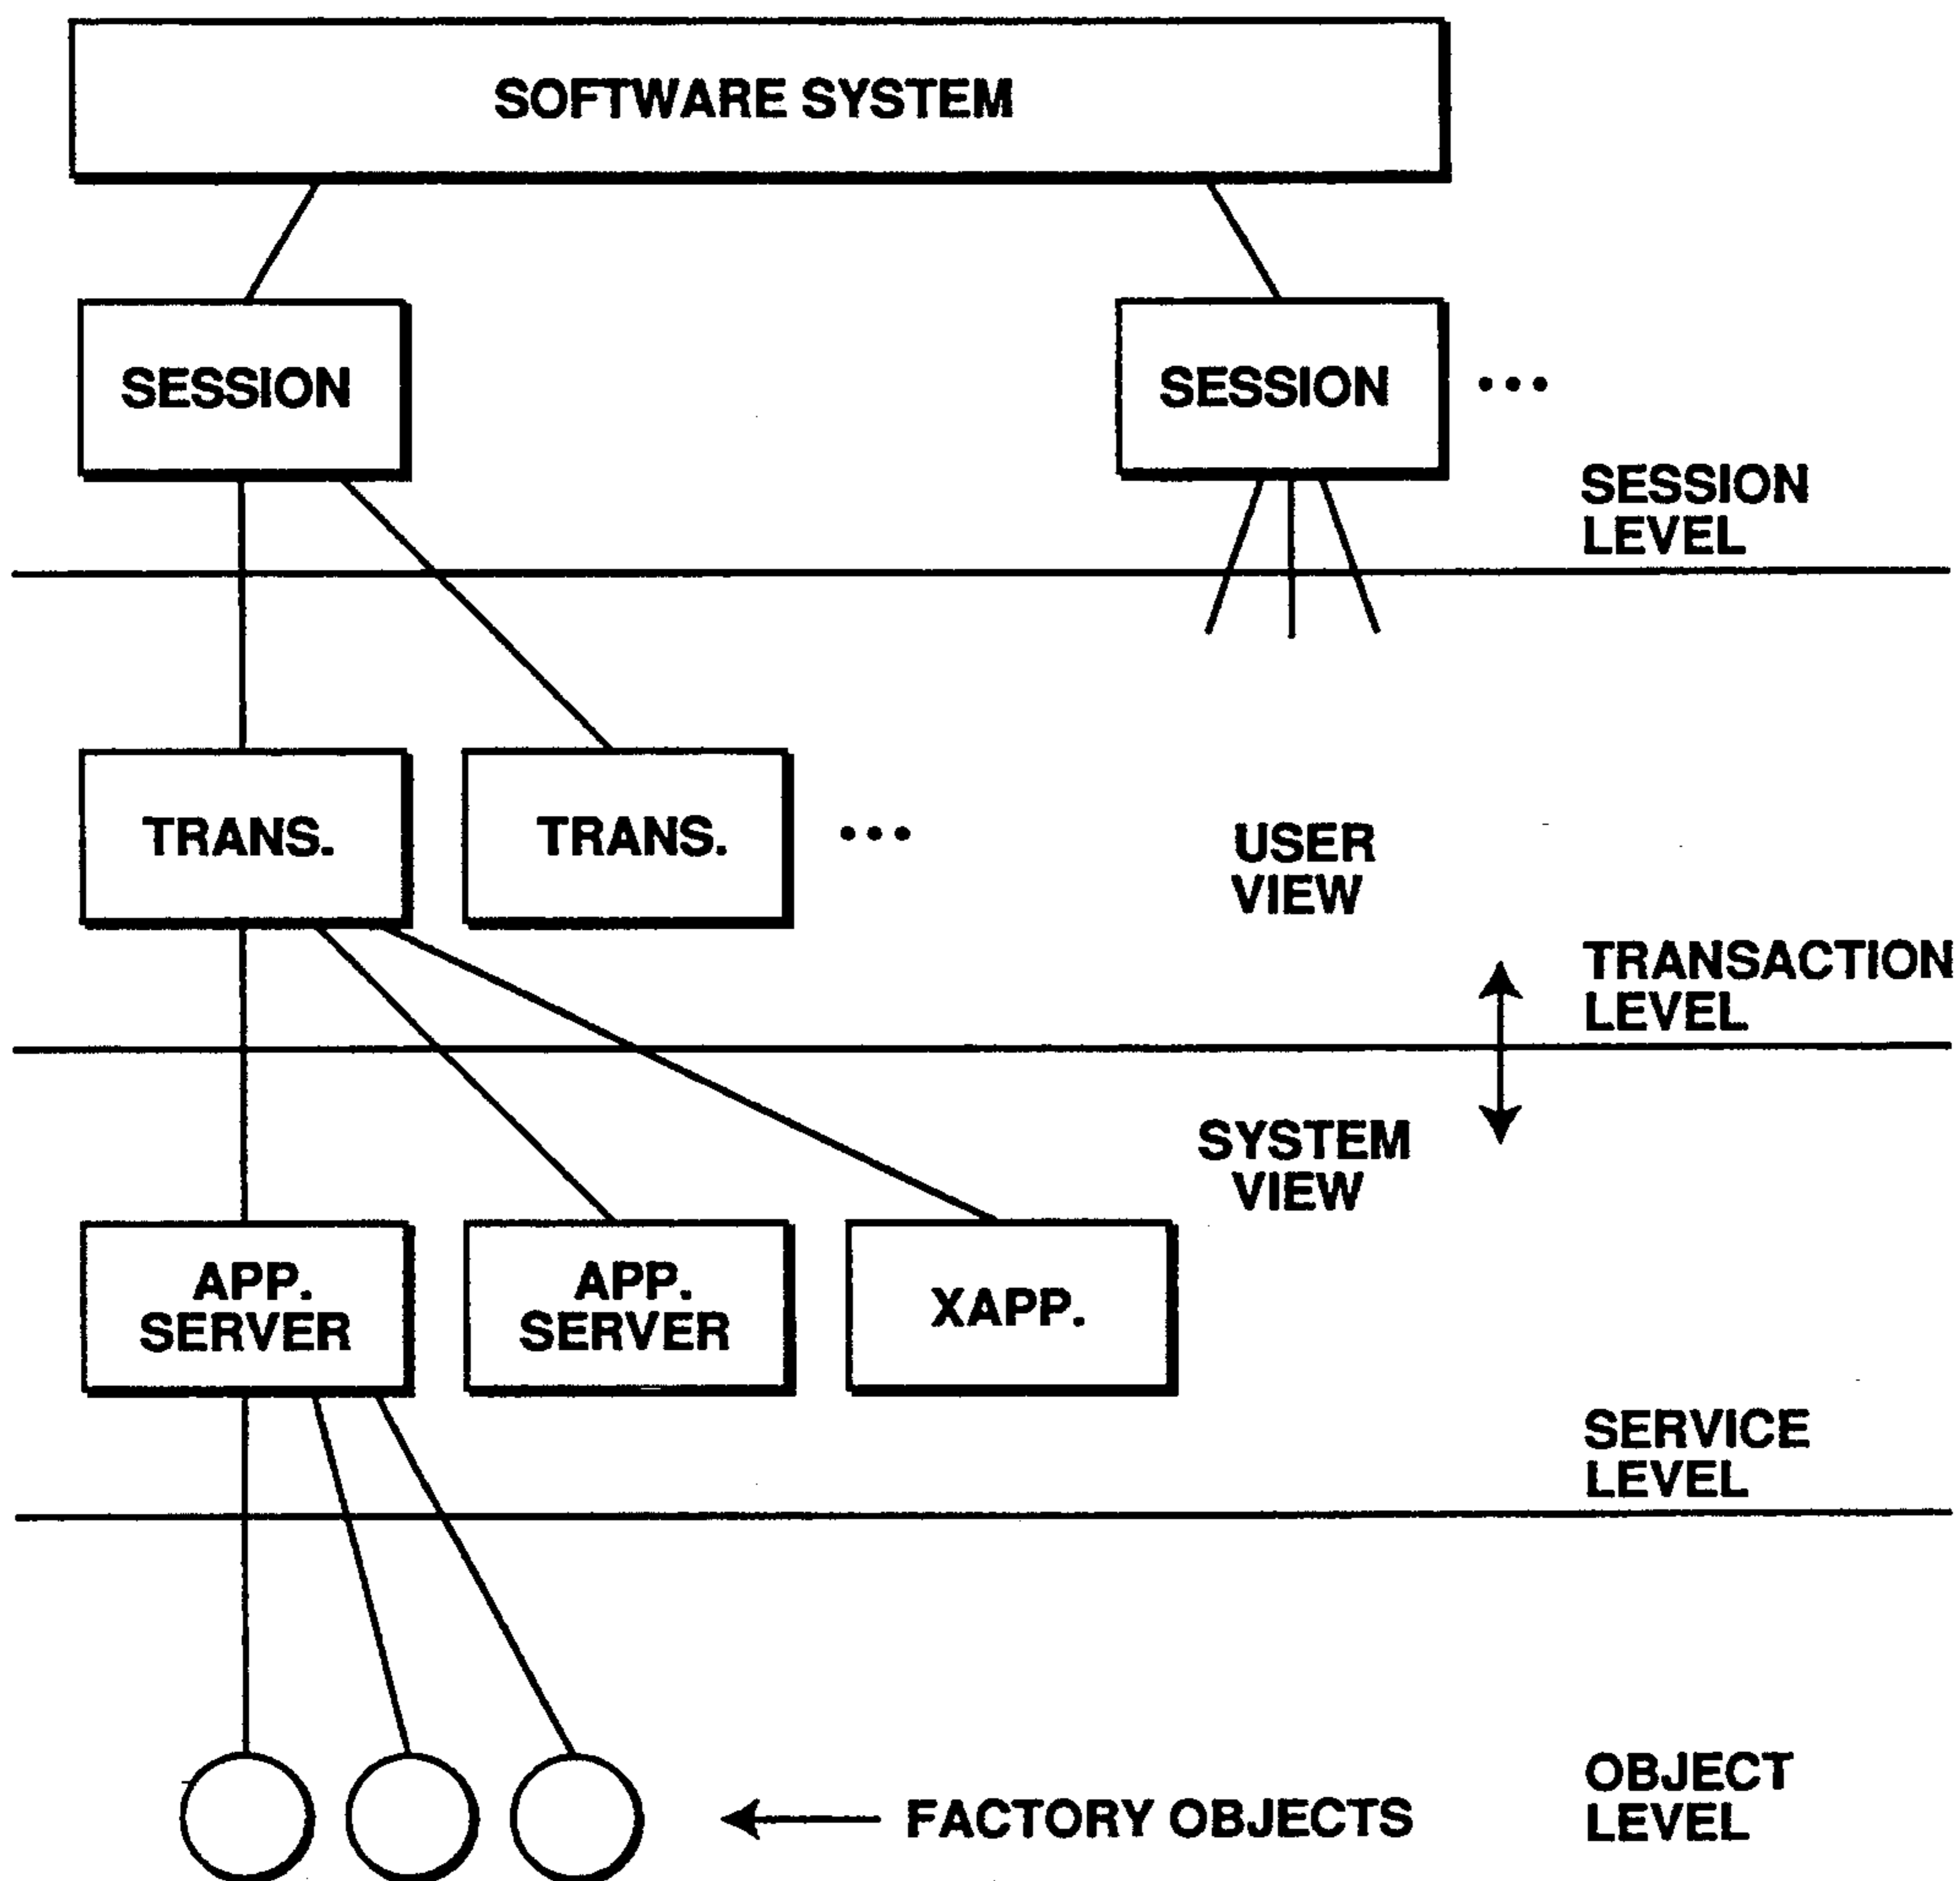 SOFTWARE SYSTEM
SESSION
SESSION
•••
SESSION
LEVEL
TRANS.
TRANS.
•••
USER
VIEW
TRANSACTION
LEVEL
SYSTEM
VIEW
APP.
SERVER
APP.
SERVER
XAPP.
SERVICE
LEVEL
FACTORY OBJECTS
OBJECT
LEVEL